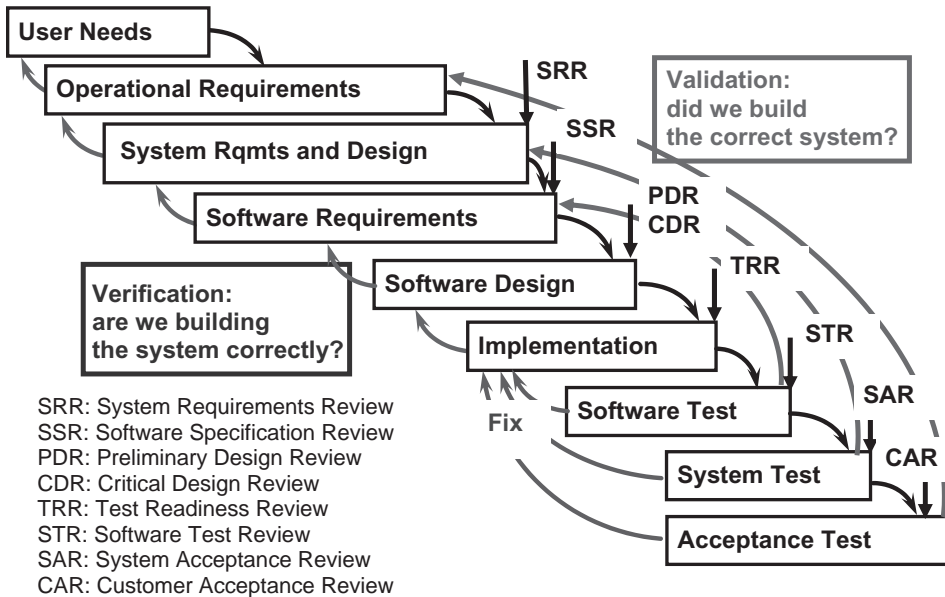 User Needs
Operational Requirements
SRR
Validation:
did we build
the correct system?
System Rqmts and Design
SSR
Software Requirements
PDR
CDR
Software Design
TRR
Verification:
are we building
the system correctly?
Implementation
STR
Software Test
Fix
SAR
System Test
CAR
Acceptance Test
SRR: System Requirements Review
SSR: Software Specification Review
PDR: Preliminary Design Review
CDR: Critical Design Review
TRR: Test Readiness Review
STR: Software Test Review
SAR: System Acceptance Review
CAR: Customer Acceptance Review